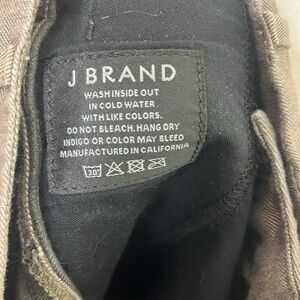 J BRAND
WASH INSIDE OUT
IN COLD WATER
WITH LIKE COLORS.
DO NOT BLEACH. HANG DRY
INDIGO OR COLOR MAY BLEED
MANUFACTURED IN CALIFORNIA
30°